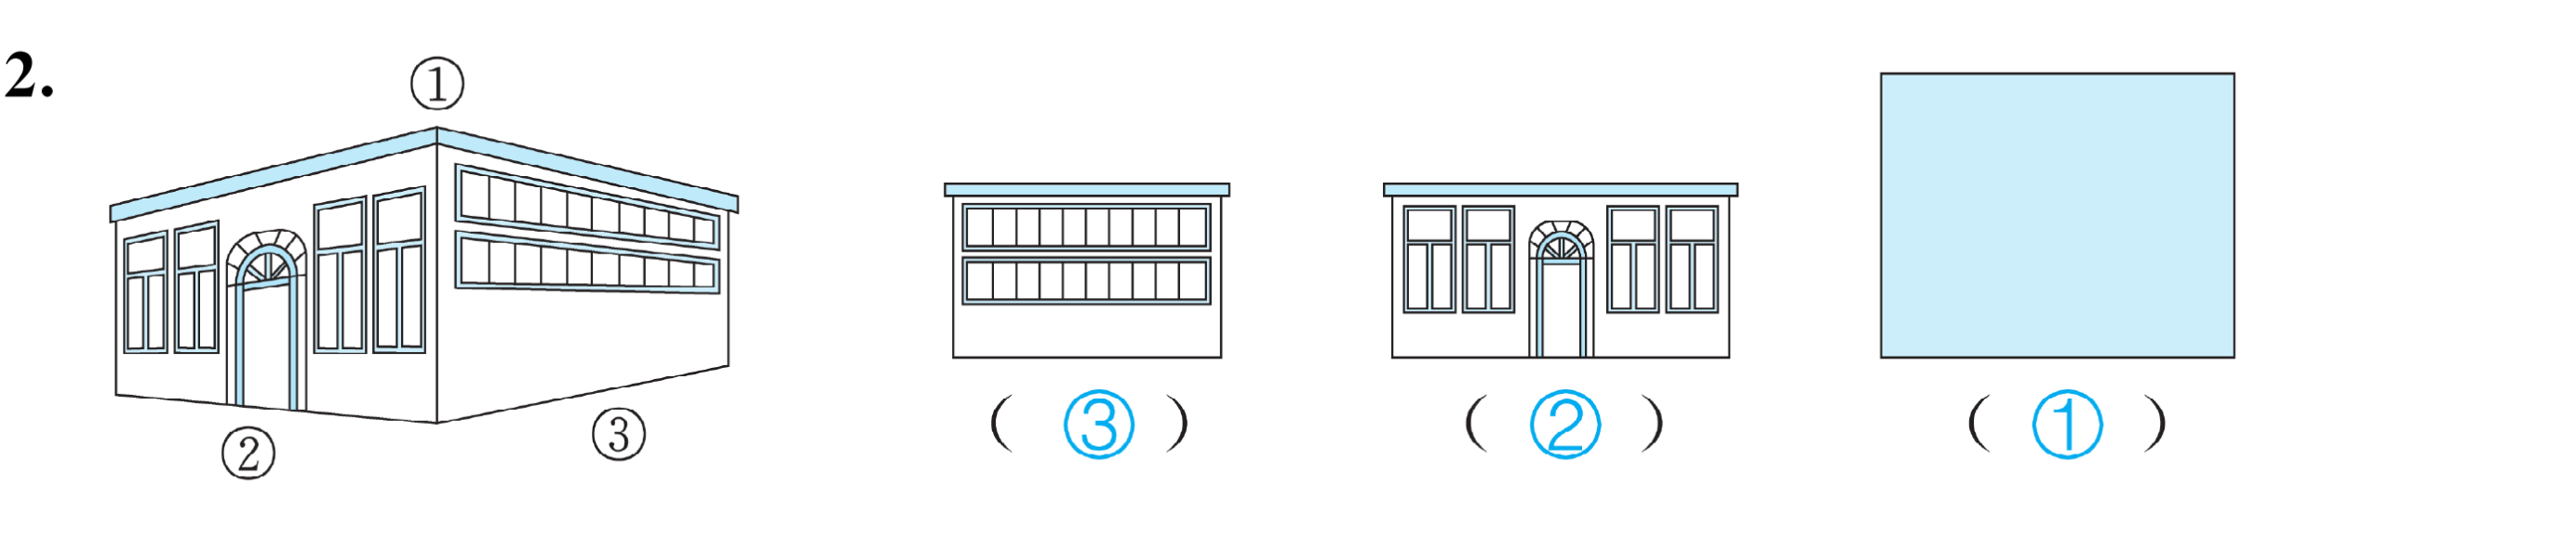 2.
①
②
③
( ③ ) ( ② ) ( ① )